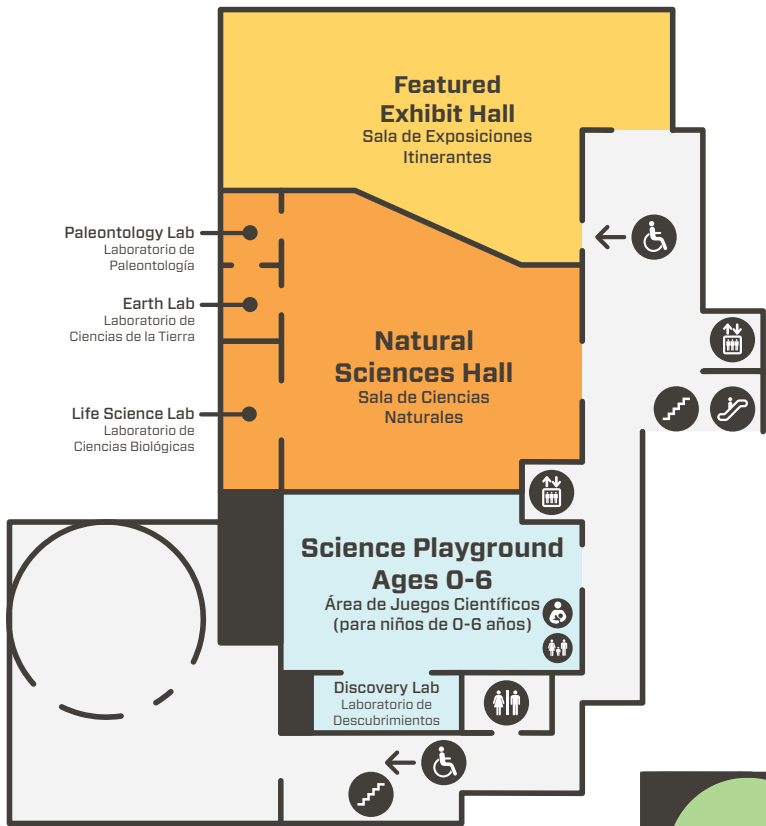 Featured
Exhibit Hall
Sala de Exposiciones
Itinerantes
Paleontology Lab
Laboratorio de
Paleontología
Earth Lab
Laboratorio de
Ciencias de la Tierra
Natural
Sciences Hall
Sala de Ciencias
Naturales
Life Science Lab
Laboratorio de
Ciencias Biológicas
Science Playground
Ages 0-6
Área de Juegos Científicos
(para niños de 0-6 años)
Discovery Lab
Laboratorio de
Descubrimientos